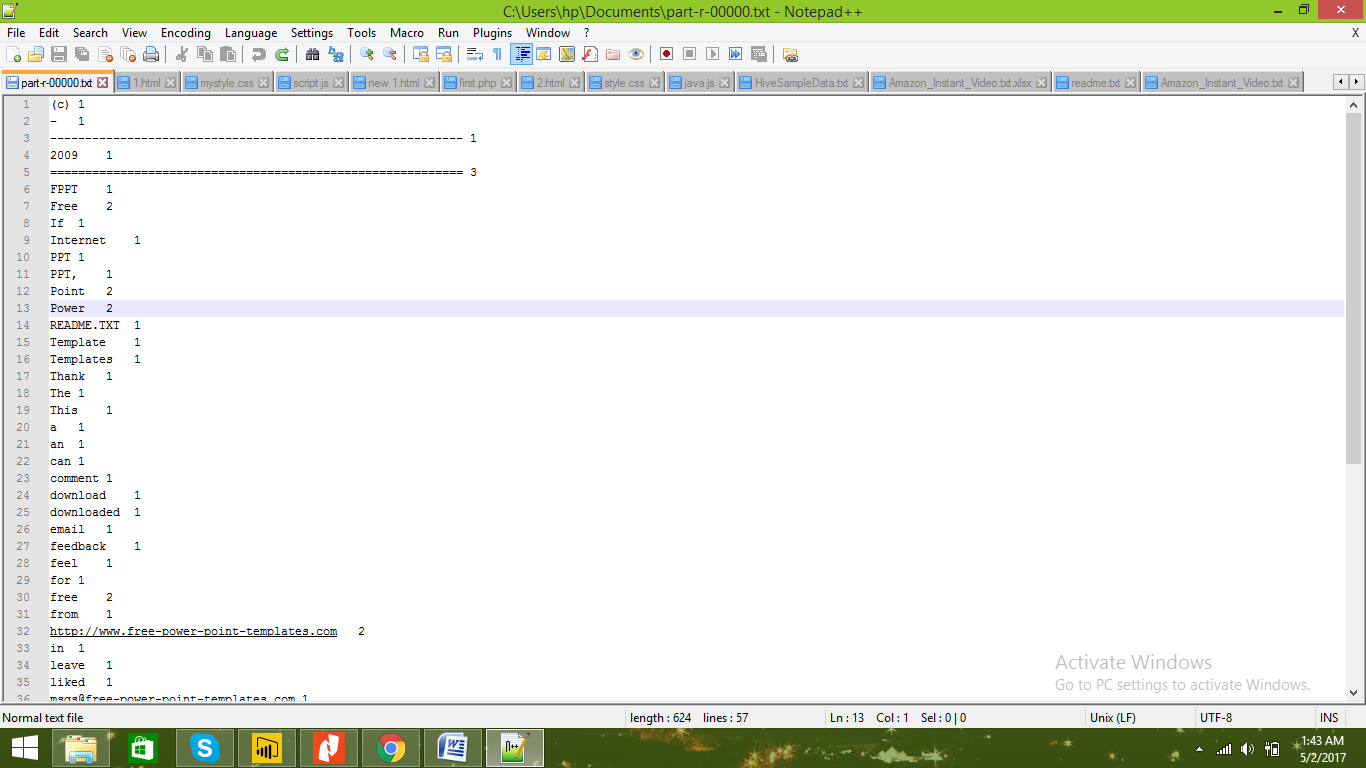 C:\Users\hp\Documents\part-r-00000.txt - Notepad++
File Edit Search View Encoding Language Settings Tools Macro Run Plugins Window ? X
part-r-00000.txt 1.html mystyle.css script.js new 1.html first.php 2.html style.css java.js HiveSampleData.txt Amazon_Instant_Video.txt.xlsx readme.txt Amazon_Instant_Video.txt
1 (c) 1
2 - 1
3 ----------------------------------------------------------- 1
4 2009 1
5 =========================================================== 3
6 FPPT 1
7 Free 2
8 If 1
9 Internet 1
10 PPT 1
11 PPT, 1
12 Point 2
13 Power 2
14 README.TXT 1
15 Template 1
16 Templates 1
17 Thank 1
18 The 1
19 This 1
20 a 1
21 an 1
22 can 1
23 comment 1
24 download 1
25 downloaded 1
26 email 1
27 feedback 1
28 feel 1
29 for 1
30 free 2
31 from 1
32 http://www.free-power-point-templates.com 2
33 in 1
34 leave 1
35 liked 1
36 msgs@free-power-point-templates.com 1
Activate Windows
Go to PC settings to activate Windows.
Normal text file length : 624 lines : 57 Ln : 13 Col : 1 Sel : 0 | 0 Unix (LF) UTF-8 INS
1:43 AM
5/2/2017